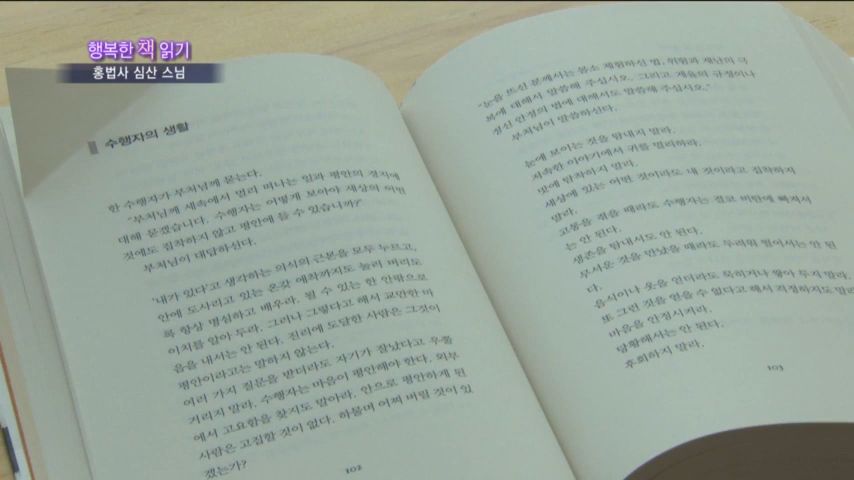 행복한 책 읽기
홍법사 심산 스님
수행자의 생활
한 수행자가 부처님께 묻는다.
"부처님께 세속에서 멀리 떠나는 일과 평안의 경지에
대해 묻겠습니다. 수행자는 어떻게 보아야 세상의 어떤
것에도 집착하지 않고 평안에 들 수 있습니까?"
부처님이 대답하신다.
'내가 있다'고 생각하는 의식의 근본을 모두 누르고,
안에 도사리고 있는 온갖 애착까지도 눌러 버리도
록 항상 명심하고 배우라. 될 수 있는 한 안팎으로
이치를 알아 두라. 그러나 그렇다고 해서 교만한 마
음을 내서는 안 된다. 진리에 도달한 사람은 그것이
평안이라고는 말하지 않는다.
여러 가지 질문을 받더라도 자기가 잘났다고 우쭐
거리지 말라. 수행자는 마음이 평안해야 한다. 외부
에서 고요함을 찾지도 말아라. 안으로 평안하게 된
사람은 고집할 것이 없다. 하물며 어찌 버릴 것이 있
겠는가?
102
"눈을 뜨신 분께서는 몸소 체험하신 법, 위험과 재난의 극
복에 대해서 말씀해 주십시오. 그리고 계율의 규정이나
정신 안정의 법에 대해서도 말씀해 주십시오."
부처님이 말씀하신다.
눈에 보이는 것을 탐내지 말라.
저속한 이야기에서 귀를 멀리하라.
맛에 탐착하지 말라.
세상에 있는 어떤 것이라도 내 것이라고 집착하지
말라.
고통을 겪을 때라도 수행자는 결코 비탄에 빠져서
는 안 된다.
생존을 탐내서도 안 된다.
무서운 것을 만났을 때라도 두려워 떨어서는 안 된
다.
음식이나 옷을 얻더라도 묵히거나 쌓아 두지 말라.
또 그런 것을 얻을 수 없다고 해서 걱정하지도 말라
마음을 안정시켜라.
당황해서는 안 된다.
후회하지 말라.
103